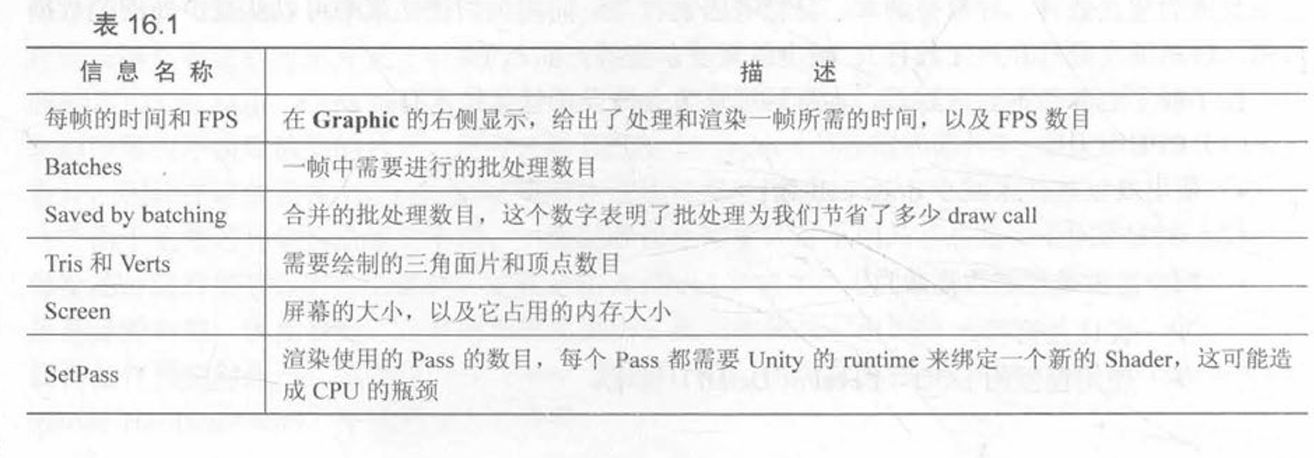 表 16.1
信 息 名 称 描 述
每帧的时间和 FPS 在 Graphic 的右侧显示，给出了处理和渲染一帧所需的时间，以及 FPS 数目
Batches 一帧中需要进行的批处理数目
Saved by batching 合并的批处理数目，这个数字表明了批处理为我们节省了多少 draw call
Tris 和 Verts 需要绘制的三角面片和顶点数目
Screen 屏幕的大小，以及它占用的内存大小
SetPass 渲染使用的 Pass 的数目，每个 Pass 都需要 Unity 的 runtime 来绑定一个新的 Shader，这可能造
成 CPU 的瓶颈